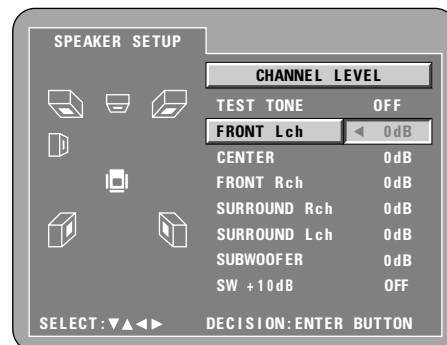 SPEAKER SETUP
CHANNEL LEVEL
TEST TONE OFF
FRONT Lch ◀ 0dB
CENTER 0dB
FRONT Rch 0dB
SURROUND Rch 0dB
SURROUND Lch 0dB
SUBWOOFER 0dB
SW +10dB OFF
SELECT:▼▲◀▶ DECISION:ENTER BUTTON